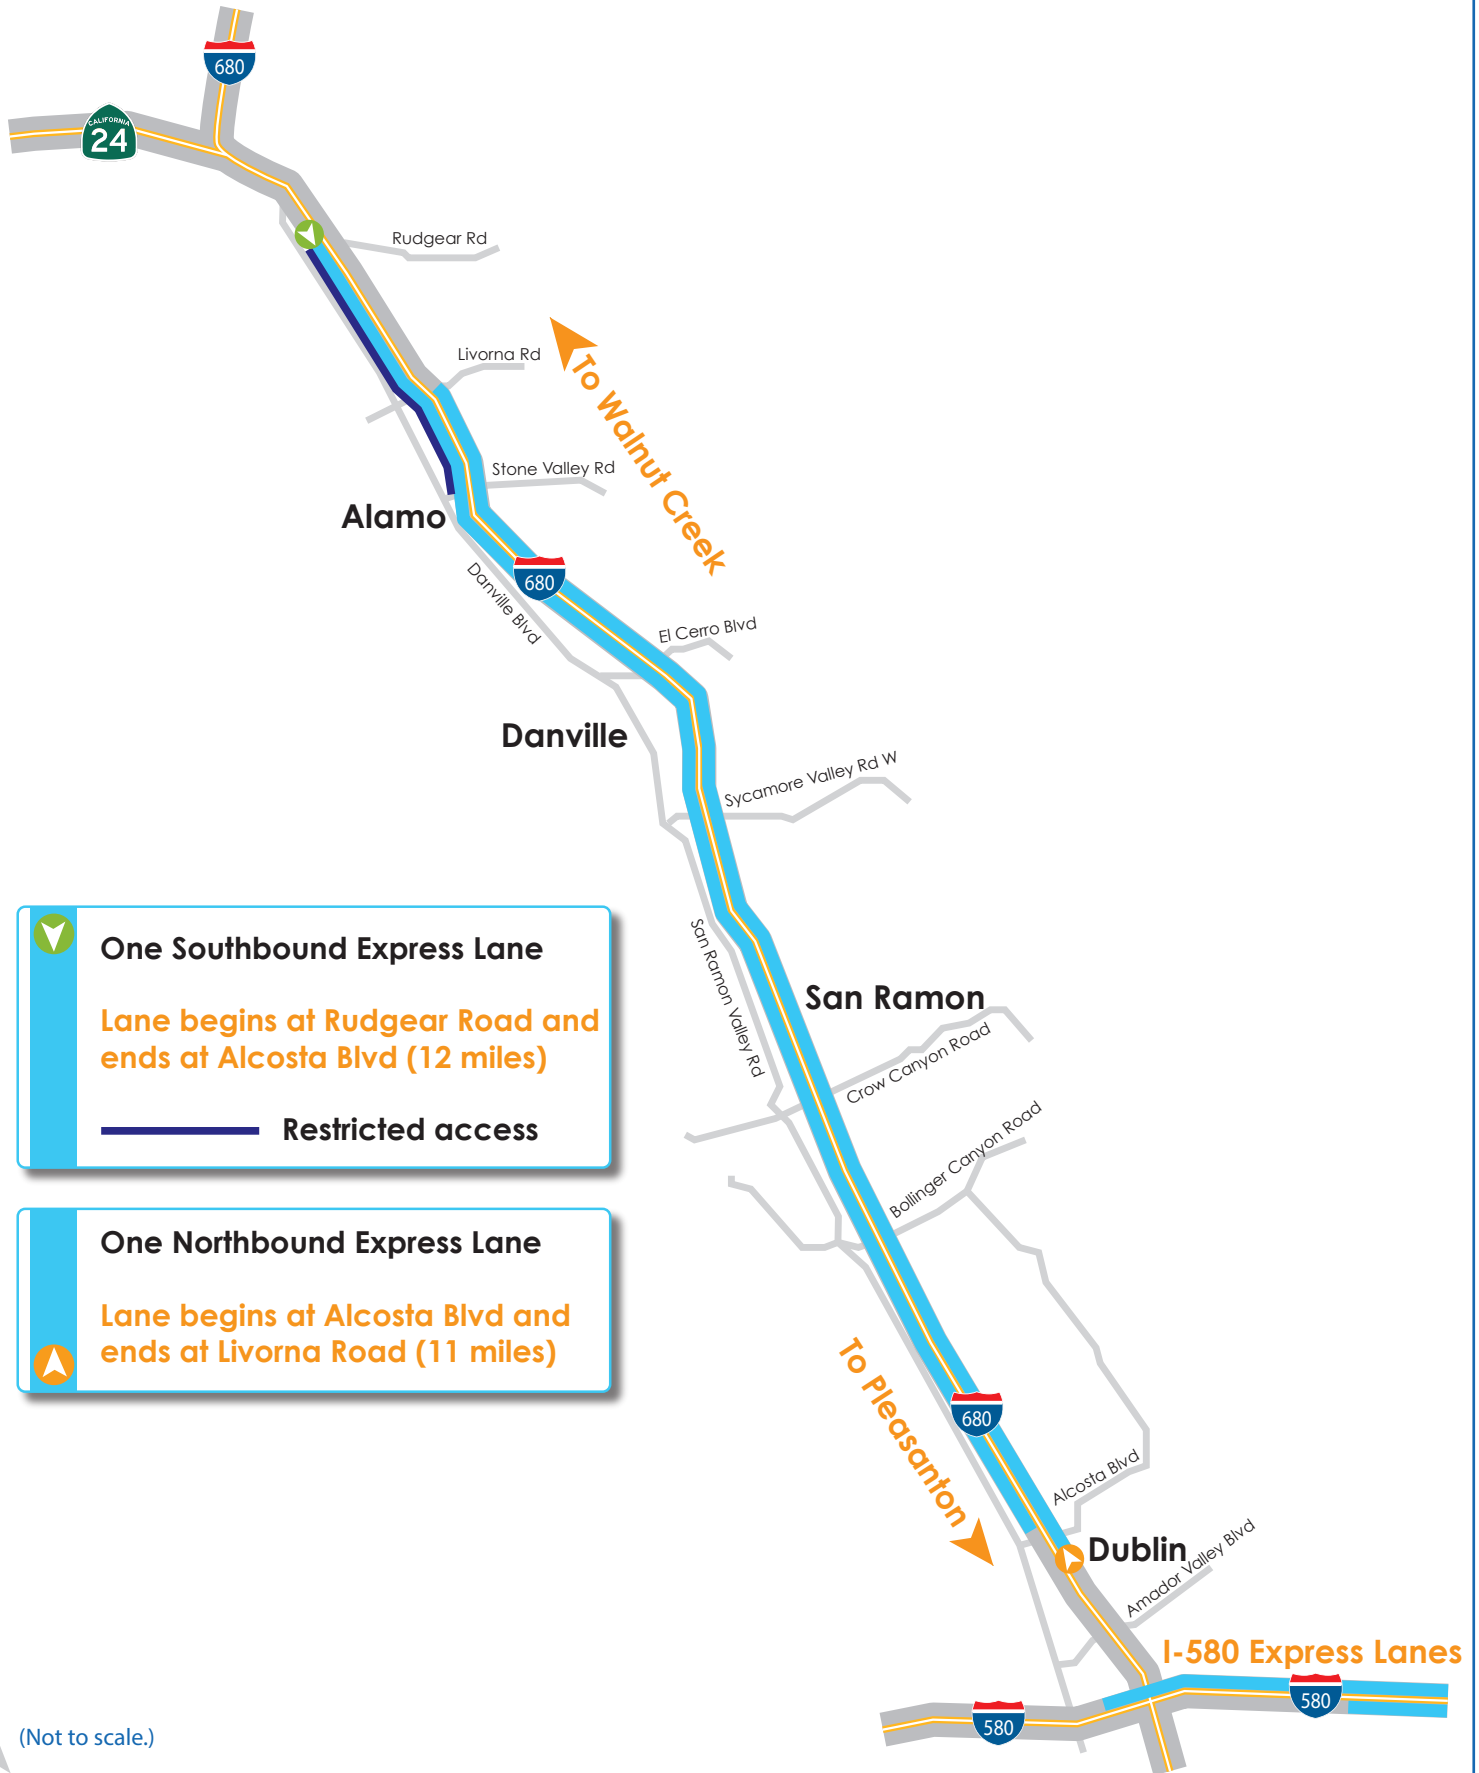 680
CALIFORNIA
24
Rudgear Rd
Livorna Rd
To Walnut Creek
Stone Valley Rd
Alamo
680
Danville Blvd
El Cerro Blvd
Danville
Sycamore Valley Rd W
One Southbound Express Lane
Lane begins at Rudgear Road and
ends at Alcosta Blvd (12 miles)
Restricted access
San Ramon Valley Rd
San Ramon
Crow Canyon Road
Bollinger Canyon Road
One Northbound Express Lane
Lane begins at Alcosta Blvd and
ends at Livorna Road (11 miles)
To Pleasanton
680
Alcosta Blvd
Dublin
Amador Valley Blvd
I-580 Express Lanes
580
580
(Not to scale.)